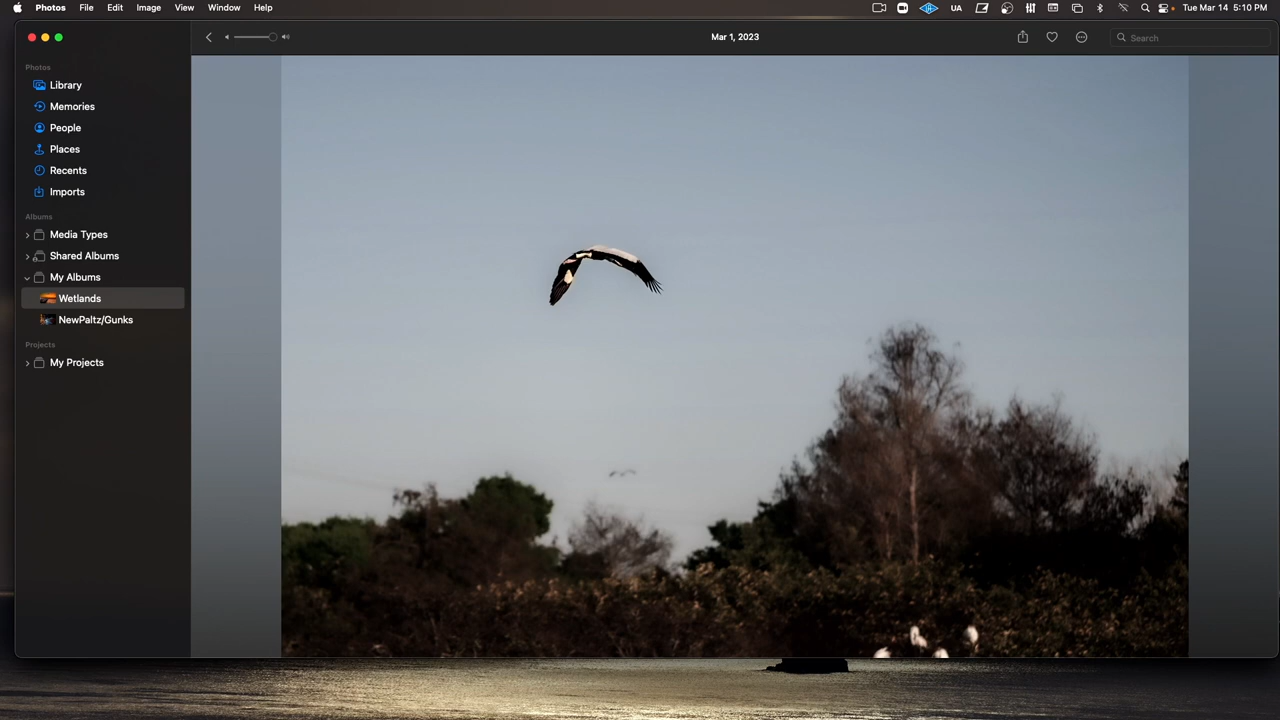 Photos File Edit Image View Window Help UA Tue Mar 14 5:10 PM
Mar 1, 2023
Search
Photos
Library
Memories
People
Places
Recents
Imports
Albums
Media Types
Shared Albums
My Albums
Wetlands
NewPaltz/Gunks
Projects
My Projects